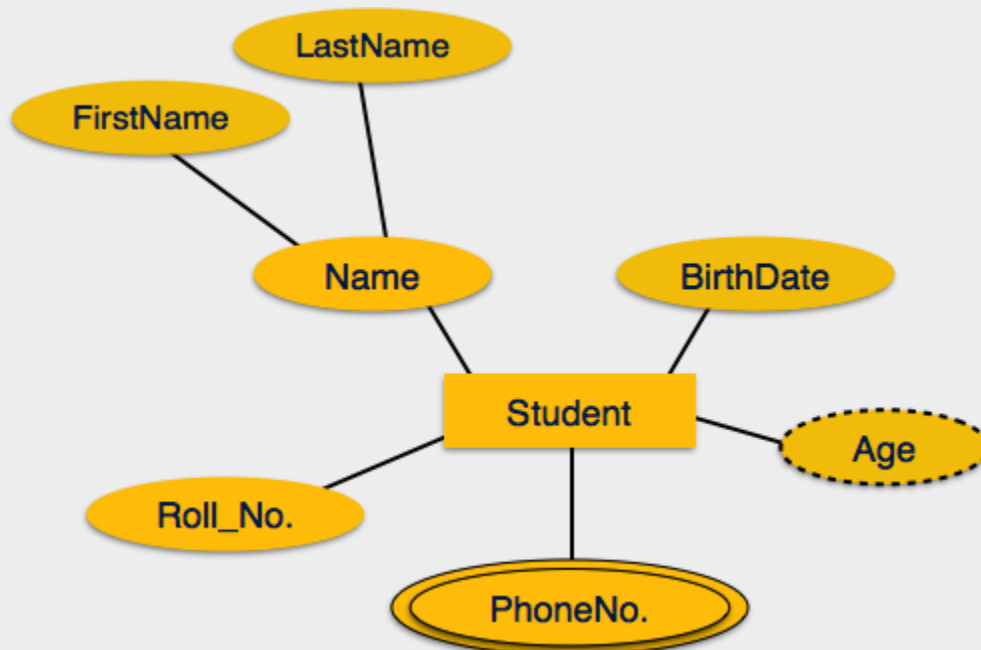 LastName
FirstName
Name
BirthDate
Student
Age
Roll_No.
PhoneNo.